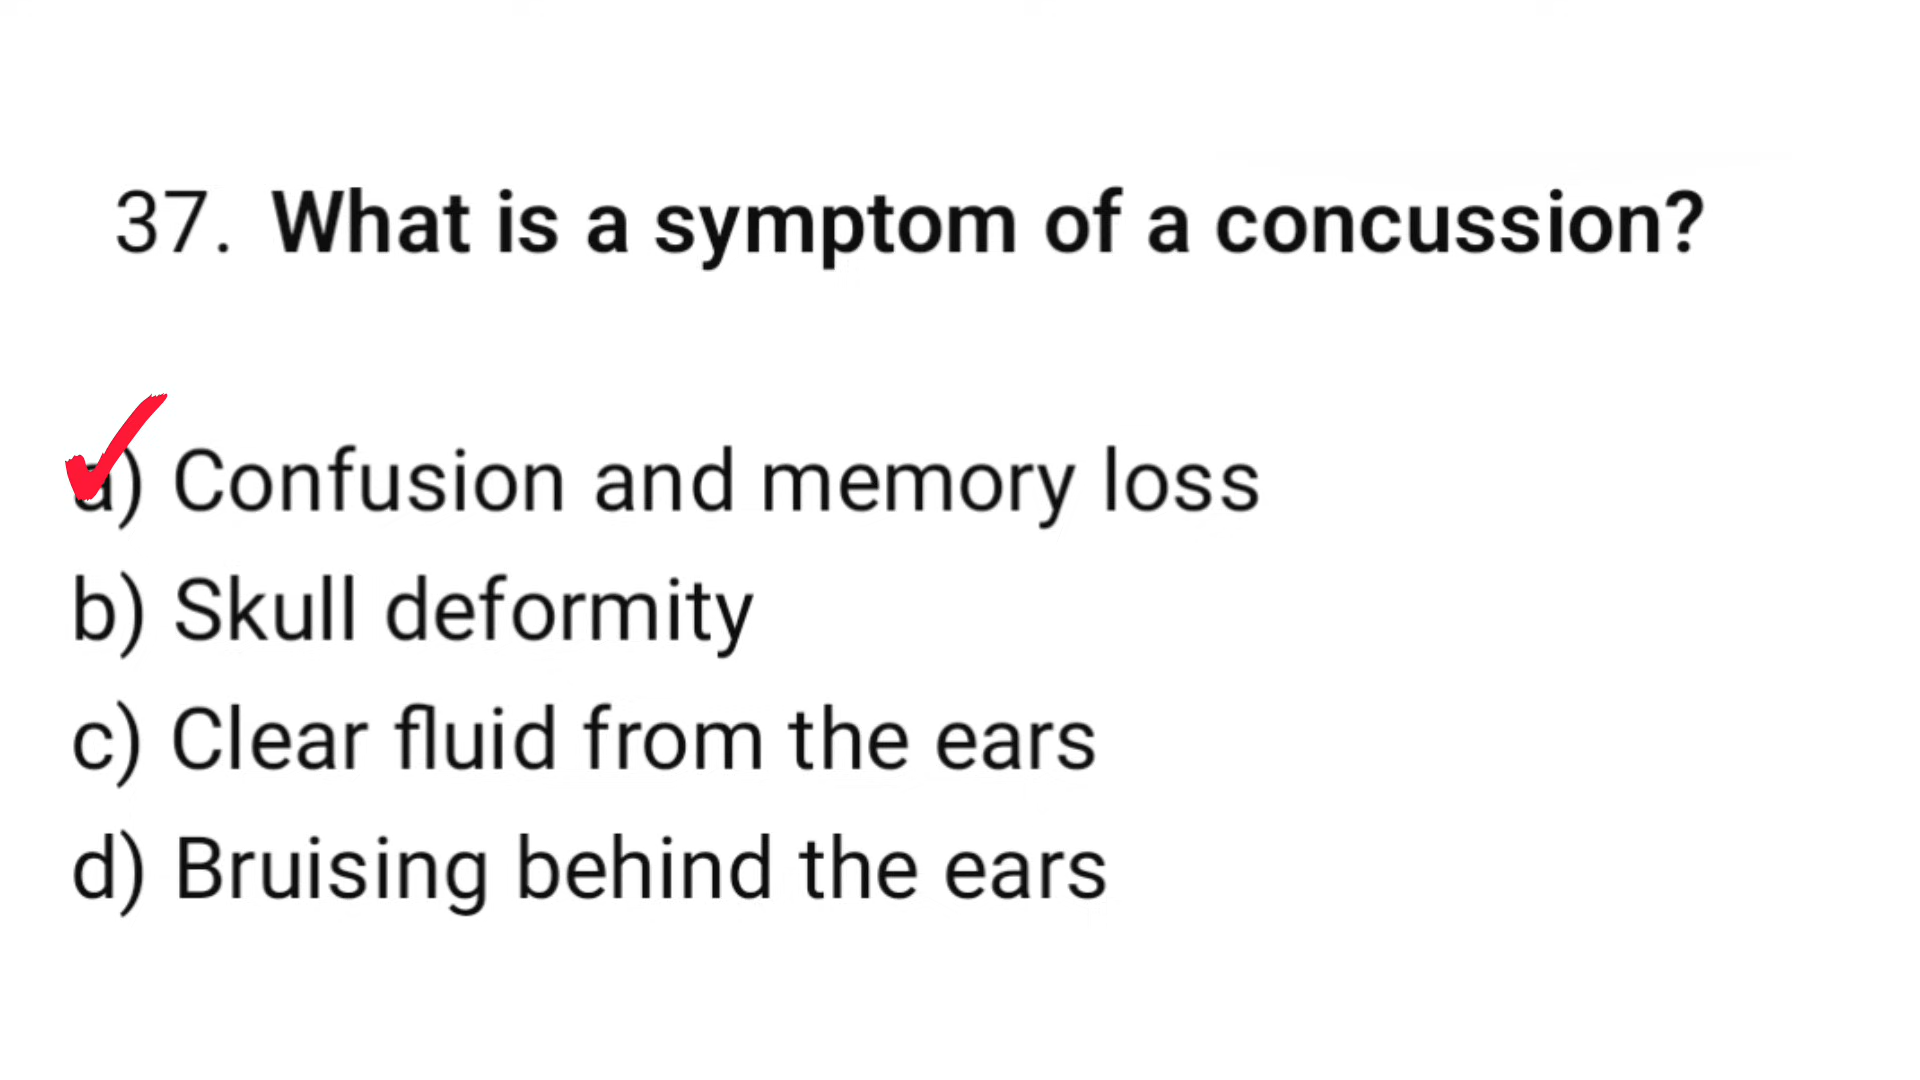 37. What is a symptom of a concussion?
a) Confusion and memory loss
b) Skull deformity
c) Clear fluid from the ears
d) Bruising behind the ears